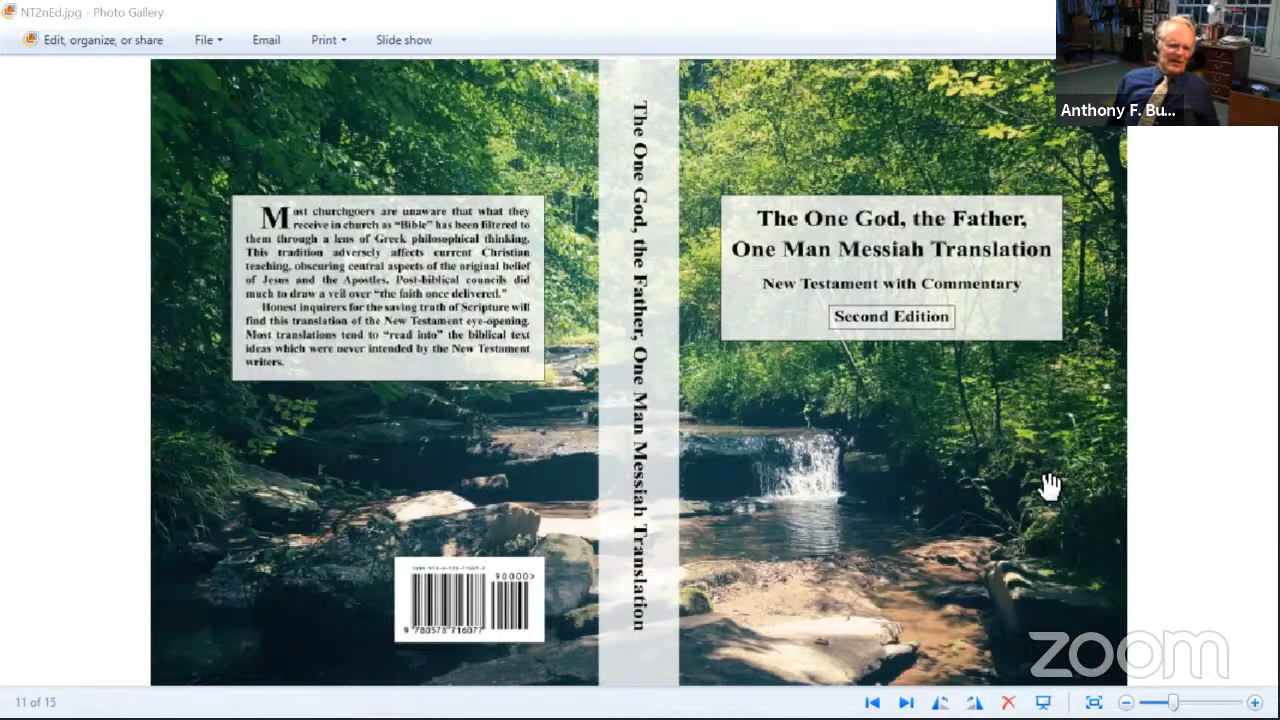 NT2nEd.jpg - Photo Gallery
Edit, organize, or share File Email Print Slide show
Anthony F. Bu...
Most churchgoers are unaware that what they
receive in church as “Bible” has been filtered to
them through a lens of Greek philosophical thinking.
This tradition adversely affects current Christian
teaching, obscuring central aspects of the original belief
of Jesus and the Apostles. Post-biblical councils did
much to draw a veil over “the faith once delivered.”
Honest inquirers for the saving truth of Scripture will
find this translation of the New Testament eye-opening.
Most translations tend to “read into” the biblical text
ideas which were never intended by the New Testament
writers.
90000>
9 780578 716077
The One God, the Father, One Man Messiah Translation
The One God, the Father,
One Man Messiah Translation
New Testament with Commentary
Second Edition
zoom
11 of 15